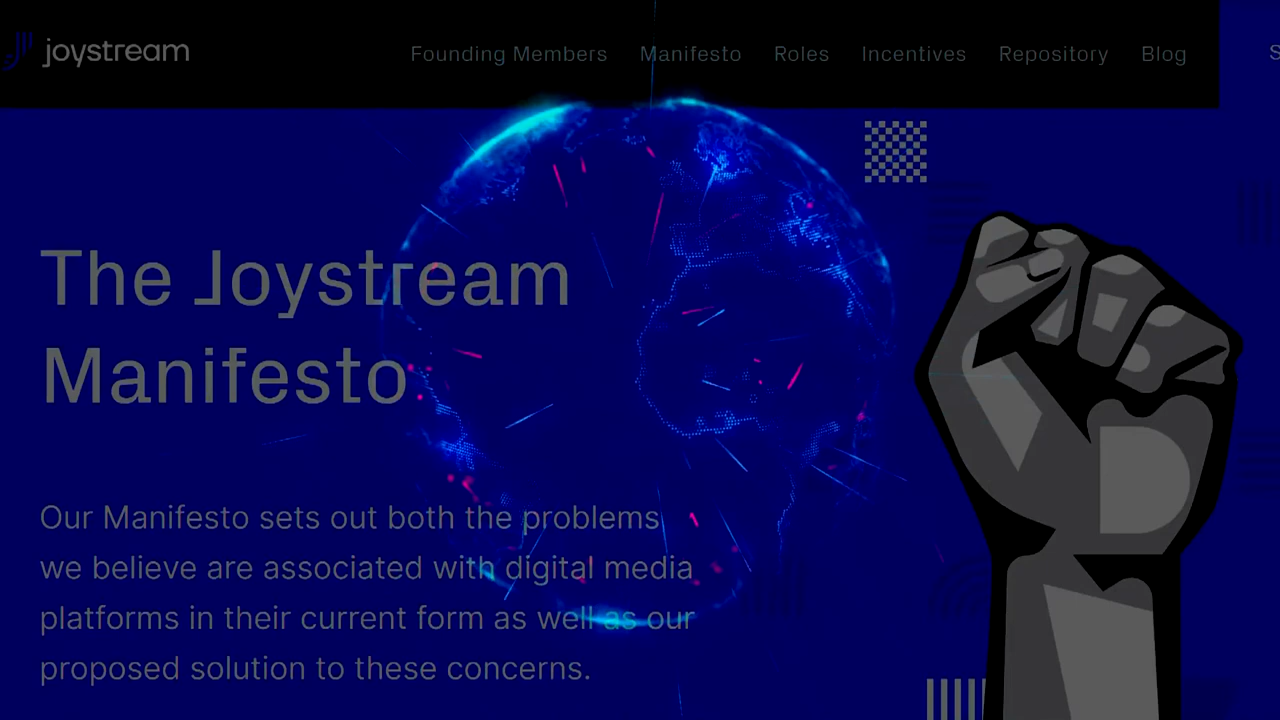 joystream
Founding Members Manifesto Roles Incentives Repository Blog
The Joystream
Manifesto
Our Manifesto sets out both the problems
we believe are associated with digital media
platforms in their current form as well as our
proposed solution to these concerns.